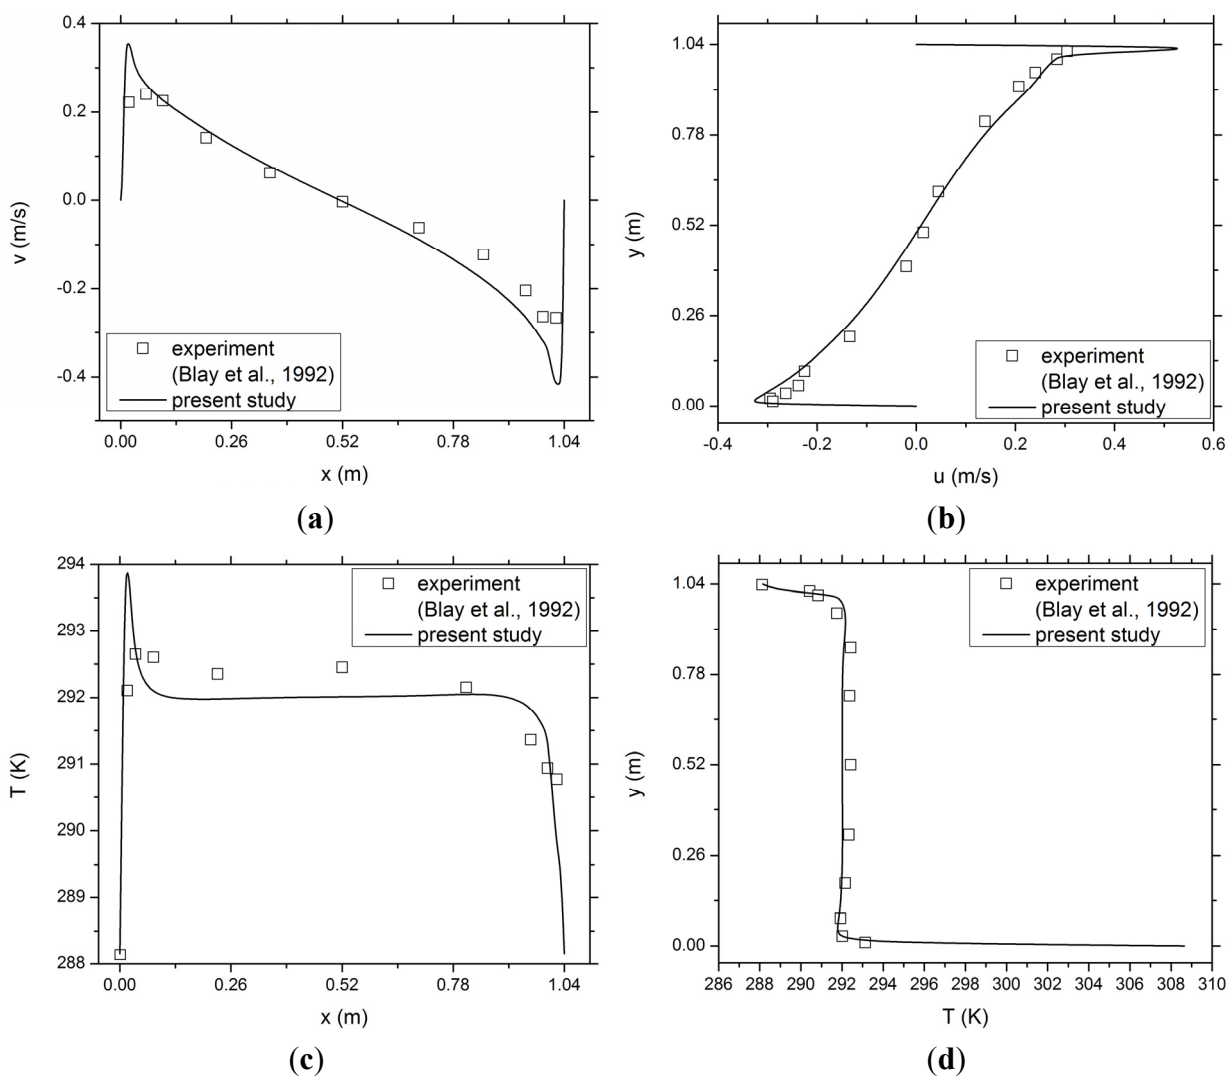 0.4
0.2
0.0
-0.2
-0.4
v (m/s)
0.00 0.26 0.52 0.78 1.04
x (m)
experiment
(Blay et al., 1992)
present study
(a)
1.04
0.78
0.52
0.26
0.00
y (m)
-0.4 -0.2 0.0 0.2 0.4 0.6
u (m/s)
experiment
(Blay et al., 1992)
present study
(b)
294
293
292
291
290
289
288
T (K)
0.00 0.26 0.52 0.78 1.04
x (m)
experiment
(Blay et al., 1992)
present study
(c)
1.04
0.78
0.52
0.26
0.00
y (m)
286 288 290 292 294 296 298 300 302 304 306 308 310
T (K)
experiment
(Blay et al., 1992)
present study
(d)